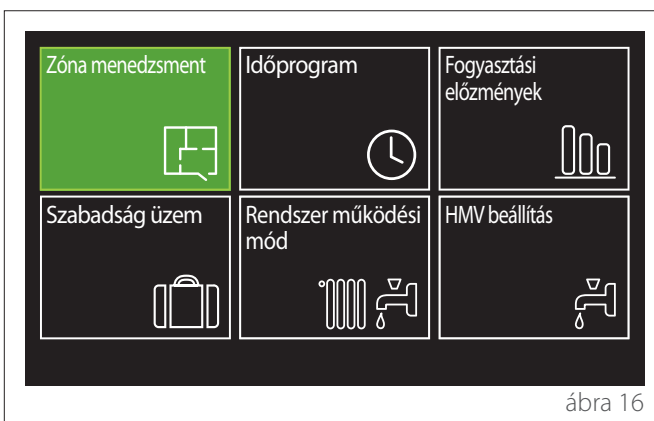 Zóna menedzsment
Időprogram
Fogyasztási
előzmények
Szabadság üzem
Rendszer működési
mód
HMV beállítás
ábra 16